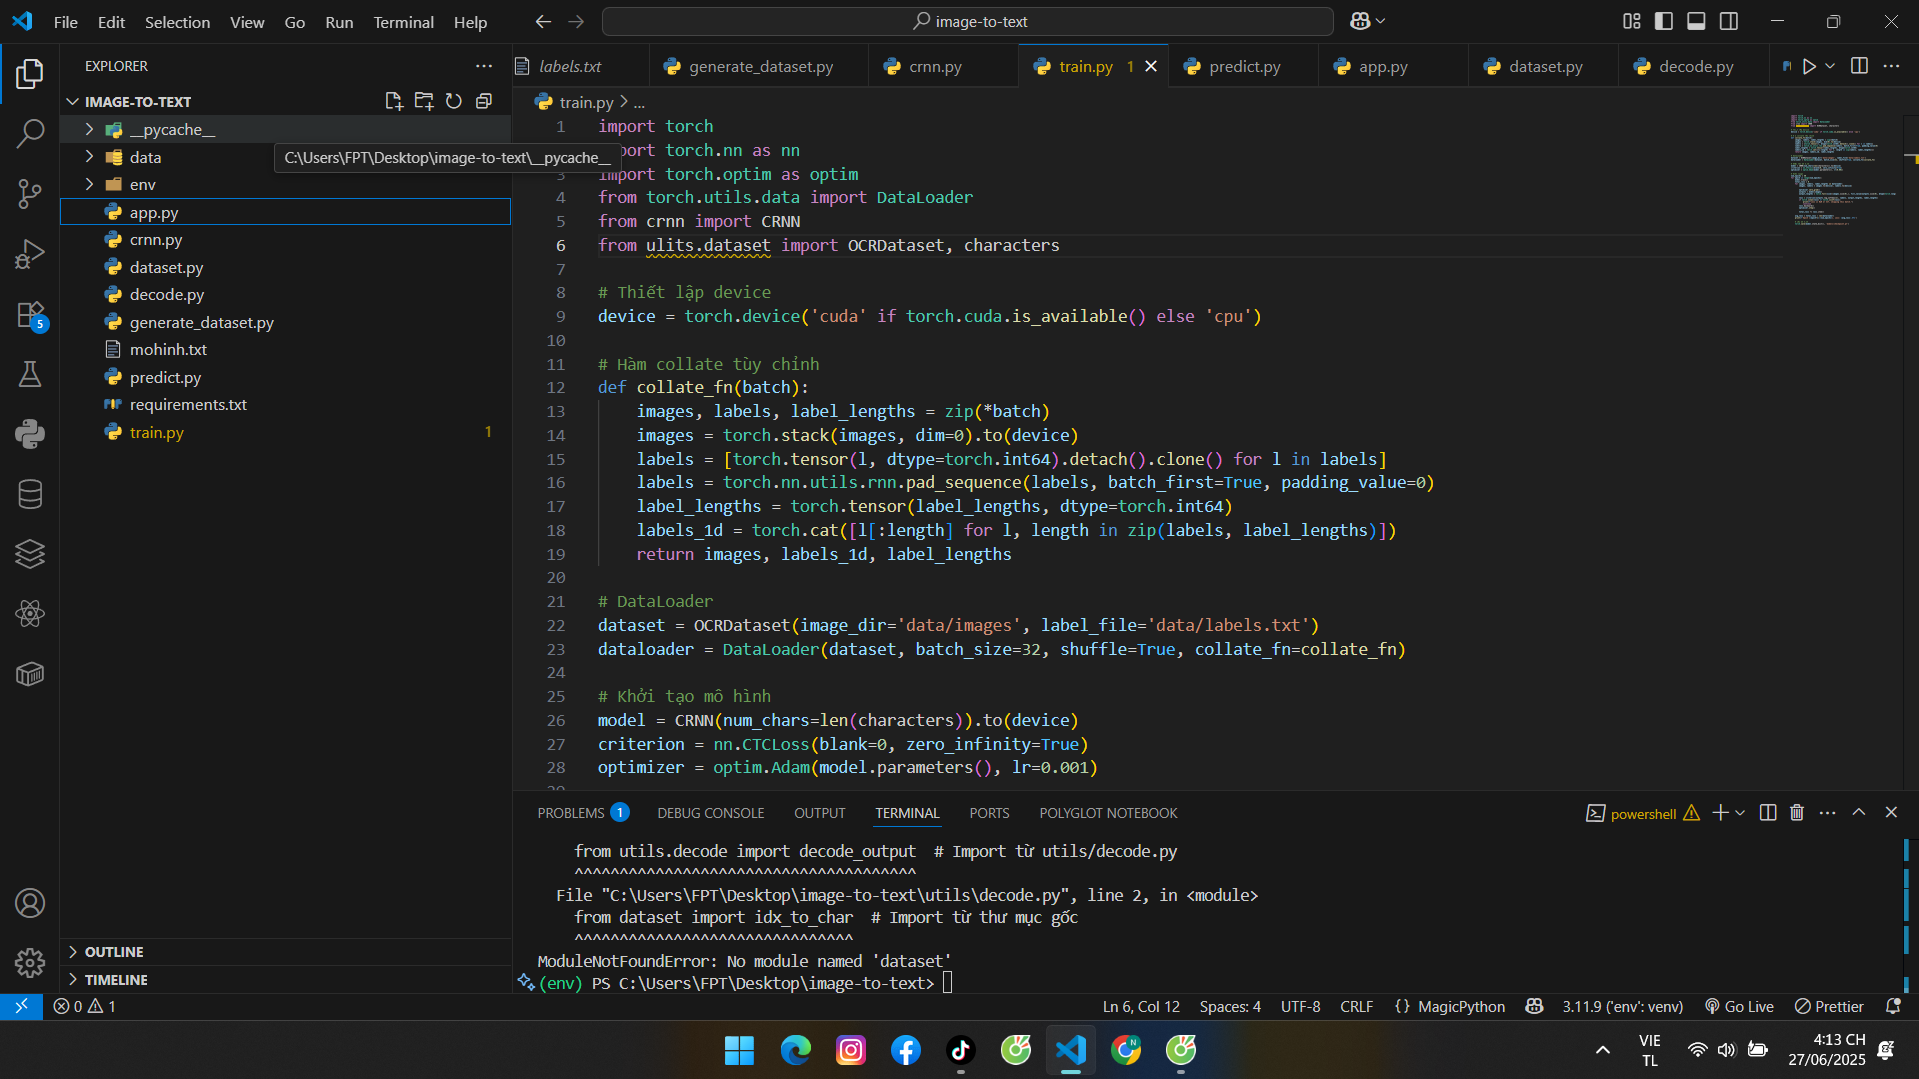 File Edit Selection View Go Run Terminal Help
image-to-text
EXPLORER
labels.txt generate_dataset.py crnn.py train.py 1 predict.py app.py dataset.py decode.py
IMAGE-TO-TEXT
train.py > ...
__pycache__
data
env
app.py
crnn.py
dataset.py
decode.py
generate_dataset.py
mohinh.txt
predict.py
requirements.txt
train.py 1
C:\Users\FPT\Desktop\image-to-text\__pycache__
1 import torch
port torch.nn as nn
3 import torch.optim as optim
4 from torch.utils.data import DataLoader
5 from crnn import CRNN
6 from ulits.dataset import OCRDataset, characters
7
8 # Thiết lập device
9 device = torch.device('cuda' if torch.cuda.is_available() else 'cpu')
10
11 # Hàm collate tùy chỉnh
12 def collate_fn(batch):
13 images, labels, label_lengths = zip(*batch)
14 images = torch.stack(images, dim=0).to(device)
15 labels = [torch.tensor(l, dtype=torch.int64).detach().clone() for l in labels]
16 labels = torch.nn.utils.rnn.pad_sequence(labels, batch_first=True, padding_value=0)
17 label_lengths = torch.tensor(label_lengths, dtype=torch.int64)
18 labels_1d = torch.cat([l[:length] for l, length in zip(labels, label_lengths)])
19 return images, labels_1d, label_lengths
20
21 # DataLoader
22 dataset = OCRDataset(image_dir='data/images', label_file='data/labels.txt')
23 dataloader = DataLoader(dataset, batch_size=32, shuffle=True, collate_fn=collate_fn)
24
25 # Khởi tạo mô hình
26 model = CRNN(num_chars=len(characters)).to(device)
27 criterion = nn.CTCLoss(blank=0, zero_infinity=True)
28 optimizer = optim.Adam(model.parameters(), lr=0.001)
5
PROBLEMS 1 DEBUG CONSOLE OUTPUT TERMINAL PORTS POLYGLOT NOTEBOOK
powershell
from utils.decode import decode_output # Import từ utils/decode.py
^^^^^^^^^^^^^^^^^^^^^^^^^^^^^^^^^^^^^^
File "C:\Users\FPT\Desktop\image-to-text\utils\decode.py", line 2, in <module>
from dataset import idx_to_char # Import từ thư mục gốc
^^^^^^^^^^^^^^^^^^^^^^^^^^^^^^^
ModuleNotFoundError: No module named 'dataset'
(env) PS C:\Users\FPT\Desktop\image-to-text>
OUTLINE
TIMELINE
0 1
Ln 6, Col 12 Spaces: 4 UTF-8 CRLF {} MagicPython 3.11.9 ('env': venv) Go Live Prettier
VIE
TL
4:13 CH
27/06/2025